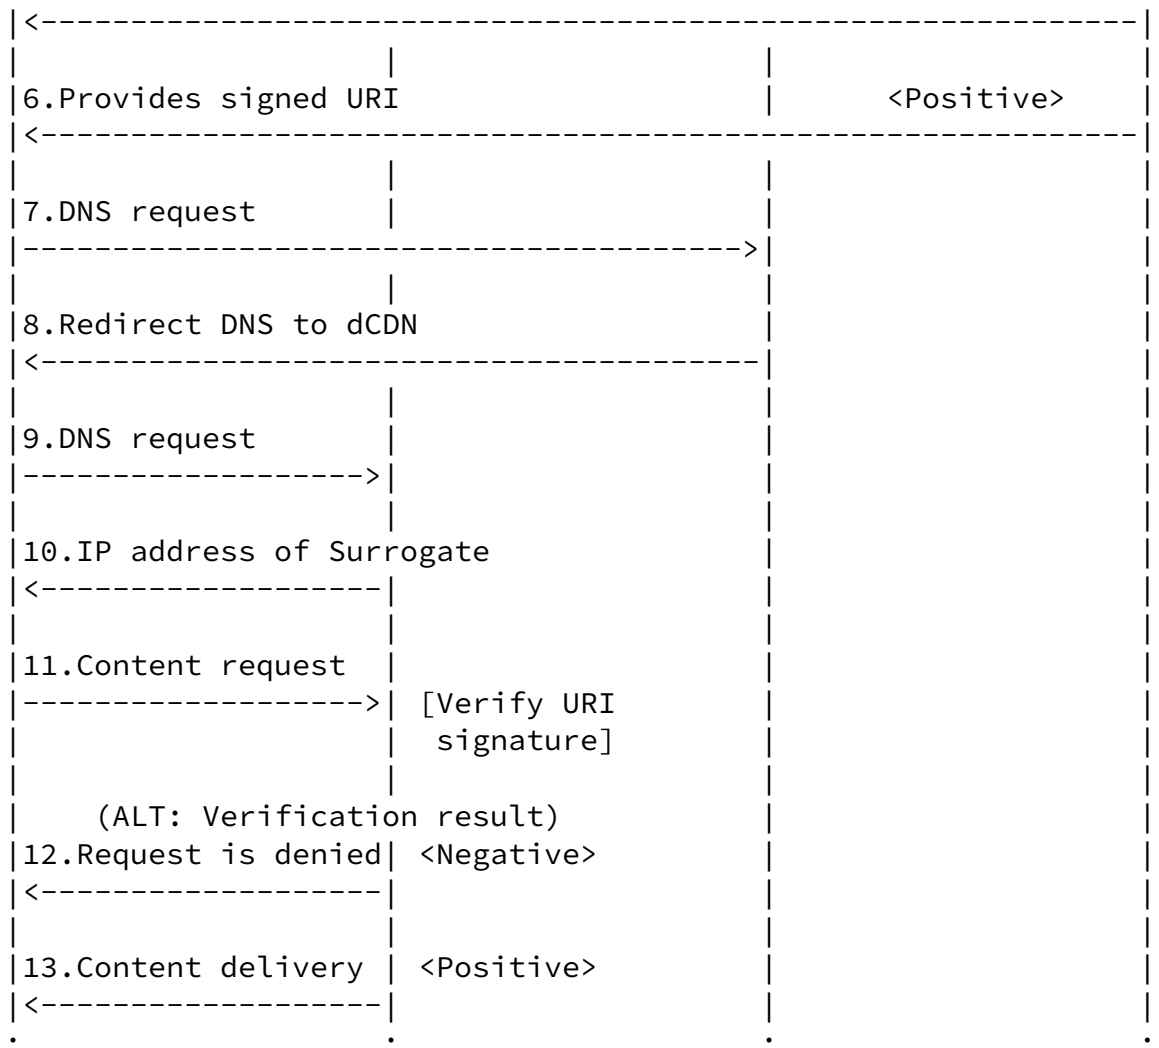 |<-------------------------------------------------------------|
| | | |
|6.Provides signed URI | <Positive> |
|<-------------------------------------------------------------|
| | | |
|7.DNS request | | |
|---------------------------------------->| |
| | | |
|8.Redirect DNS to dCDN | |
|<----------------------------------------| |
| | | |
|9.DNS request | | |
|------------------->| | |
| | | |
|10.IP address of Surrogate | |
|<-------------------| | |
| | | |
|11.Content request | | |
|------------------->| [Verify URI | |
| | signature] | |
| | | |
| (ALT: Verification result) | |
|12.Request is denied| <Negative> | |
|<-------------------| | |
| | | |
|13.Content delivery | <Positive> | |
|<-------------------| | |
. . . .